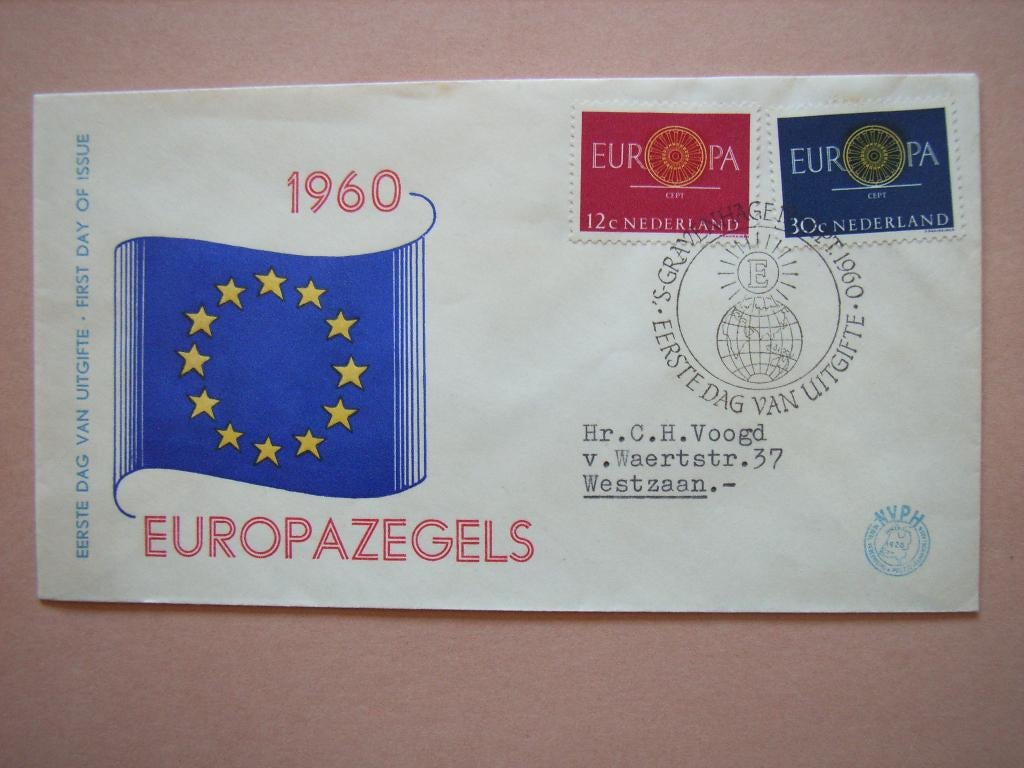 EERSTE DAG VAN UITGIFTE · FIRST DAY OF ISSUE
1960
EUROPAZEGELS
EUROPA
CEPT
12c NEDERLAND
EUROPA
CEPT
30c NEDERLAND
'S-GRAVENHAGE 1960
E
EERSTE DAG VAN UITGIFTE
Hr.C.H.Voogd
v.Waertstr.37
Westzaan.-
NVPH